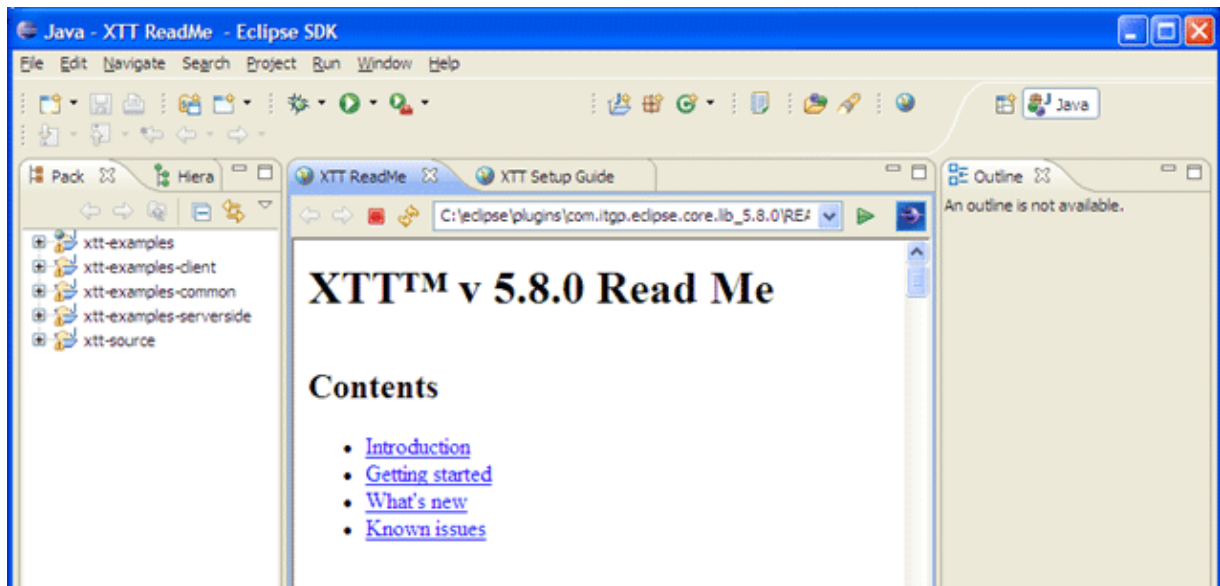 Java - XTT ReadMe - Eclipse SDK
File Edit Navigate Search Project Run Window Help
Java
Pack Hiera XTT ReadMe XTT Setup Guide Outline
C:\eclipse\plugins\com.itgp.eclipse.core.lib_5.8.0\REA
An outline is not available.
xtt-examples
xtt-examples-client
xtt-examples-common
xtt-examples-serverside
xtt-source
XTT™ v 5.8.0 Read Me
Contents
• Introduction
• Getting started
• What's new
• Known issues